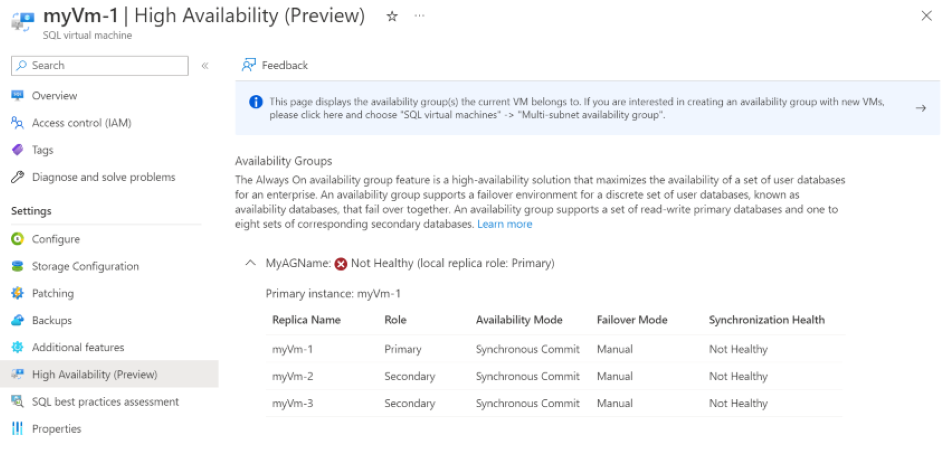 myVm-1 | High Availability (Preview)
SQL virtual machine
Search
Overview
Access control (IAM)
Tags
Diagnose and solve problems
Settings
Configure
Storage Configuration
Patching
Backups
Additional features
High Availability (Preview)
SQL best practices assessment
Properties
Feedback
This page displays the availability group(s) the current VM belongs to. If you are interested in creating an availability group with new VMs,
please click here and choose "SQL virtual machines" -> "Multi-subnet availability group".
Availability Groups
The Always On availability group feature is a high-availability solution that maximizes the availability of a set of user databases
for an enterprise. An availability group supports a failover environment for a discrete set of user databases, known as
availability databases, that fail over together. An availability group supports a set of read-write primary databases and one to
eight sets of corresponding secondary databases. Learn more
MyAGName: Not Healthy (local replica role: Primary)
Primary instance: myVm-1
Replica Name Role Availability Mode Failover Mode Synchronization Health
myVm-1 Primary Synchronous Commit Manual Not Healthy
myVm-2 Secondary Synchronous Commit Manual Not Healthy
myVm-3 Secondary Synchronous Commit Manual Not Healthy